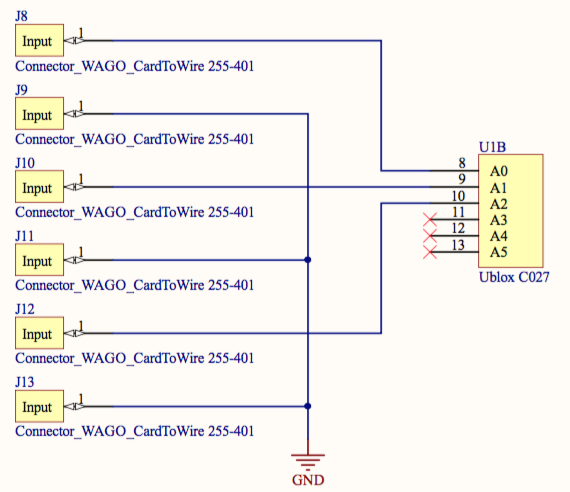 J8
Input 1
Connector_WAGO_CardToWire 255-401
J9
Input 1
Connector_WAGO_CardToWire 255-401
J10
Input 1
Connector_WAGO_CardToWire 255-401
J11
Input 1
Connector_WAGO_CardToWire 255-401
J12
Input 1
Connector_WAGO_CardToWire 255-401
J13
Input 1
Connector_WAGO_CardToWire 255-401
GND
U1B
8 A0
9 A1
10 A2
11 A3
12 A4
13 A5
Ublox C027